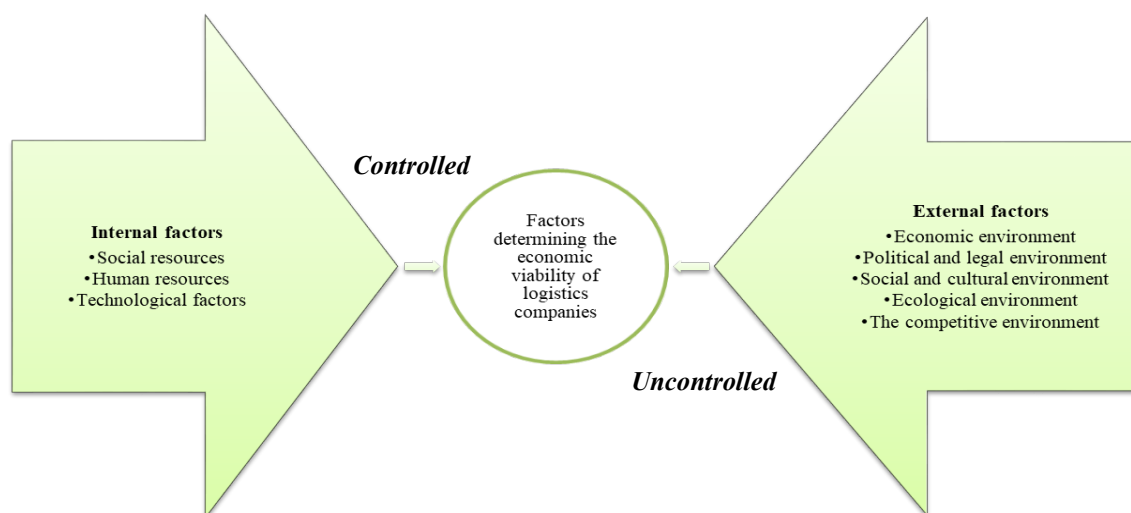 Controlled
Internal factors
•Social resources
•Human resources
•Technological factors
Factors
determining the
economic
viability of
logistics
companies
External factors
•Economic environment
•Political and legal environment
•Social and cultural environment
•Ecological environment
•The competitive environment
Uncontrolled